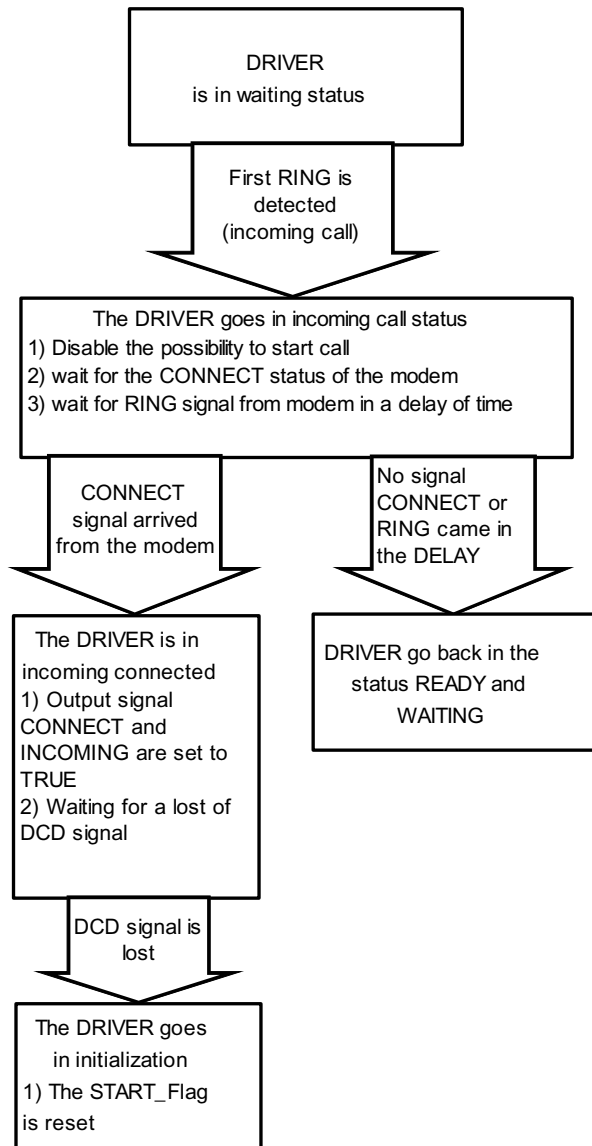 DRIVER
is in waiting status
First RING is
detected
(incoming call)
The DRIVER goes in incoming call status
1) Disable the possibility to start call
2) wait for the CONNECT status of the modem
3) wait for RING signal from modem in a delay of time
CONNECT
signal arrived
from the modem
No signal
CONNECT or
RING came in
the DELAY
The DRIVER is in
incoming connected
1) Output signal
CONNECT and
INCOMING are set to
TRUE
2) Waiting for a lost of
DCD signal
DRIVER go back in the
status READY and
WAITING
DCD signal is
lost
The DRIVER goes
in initialization
1) The START_Flag
is reset